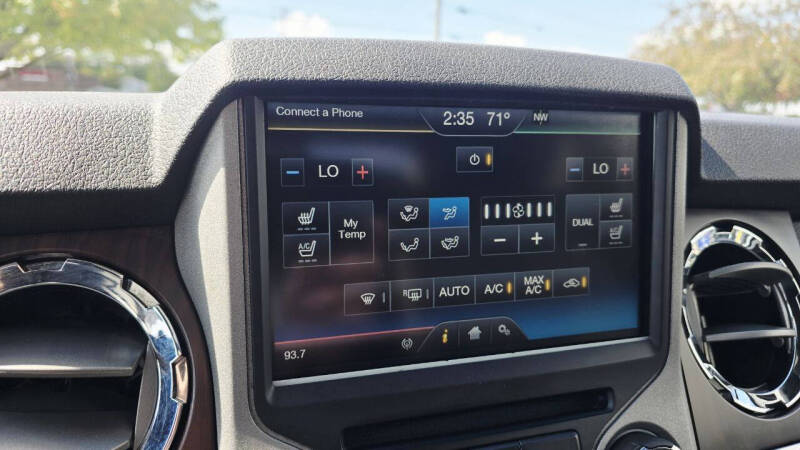 Connect a Phone
2:35 71° NW
LO
LO
A/C
My
Temp
DUAL
A/C
R
AUTO
A/C
MAX
A/C
93.7
i